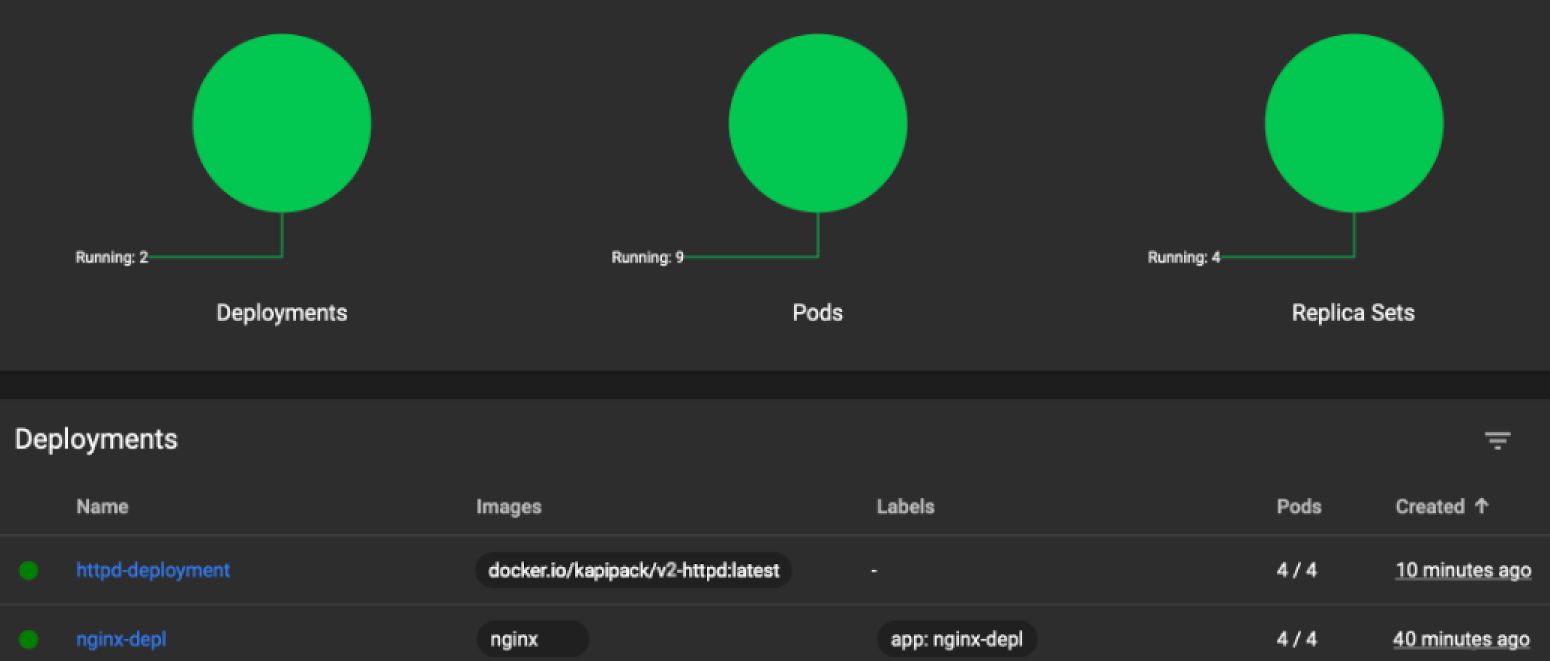 Running: 2
Running: 9
Running: 4
Deployments
Pods
Replica Sets
Deployments
Name Images Labels Pods Created ↑
httpd-deployment docker.io/kapipack/v2-httpd:latest - 4 / 4 10 minutes ago
nginx-depl nginx app: nginx-depl 4 / 4 40 minutes ago